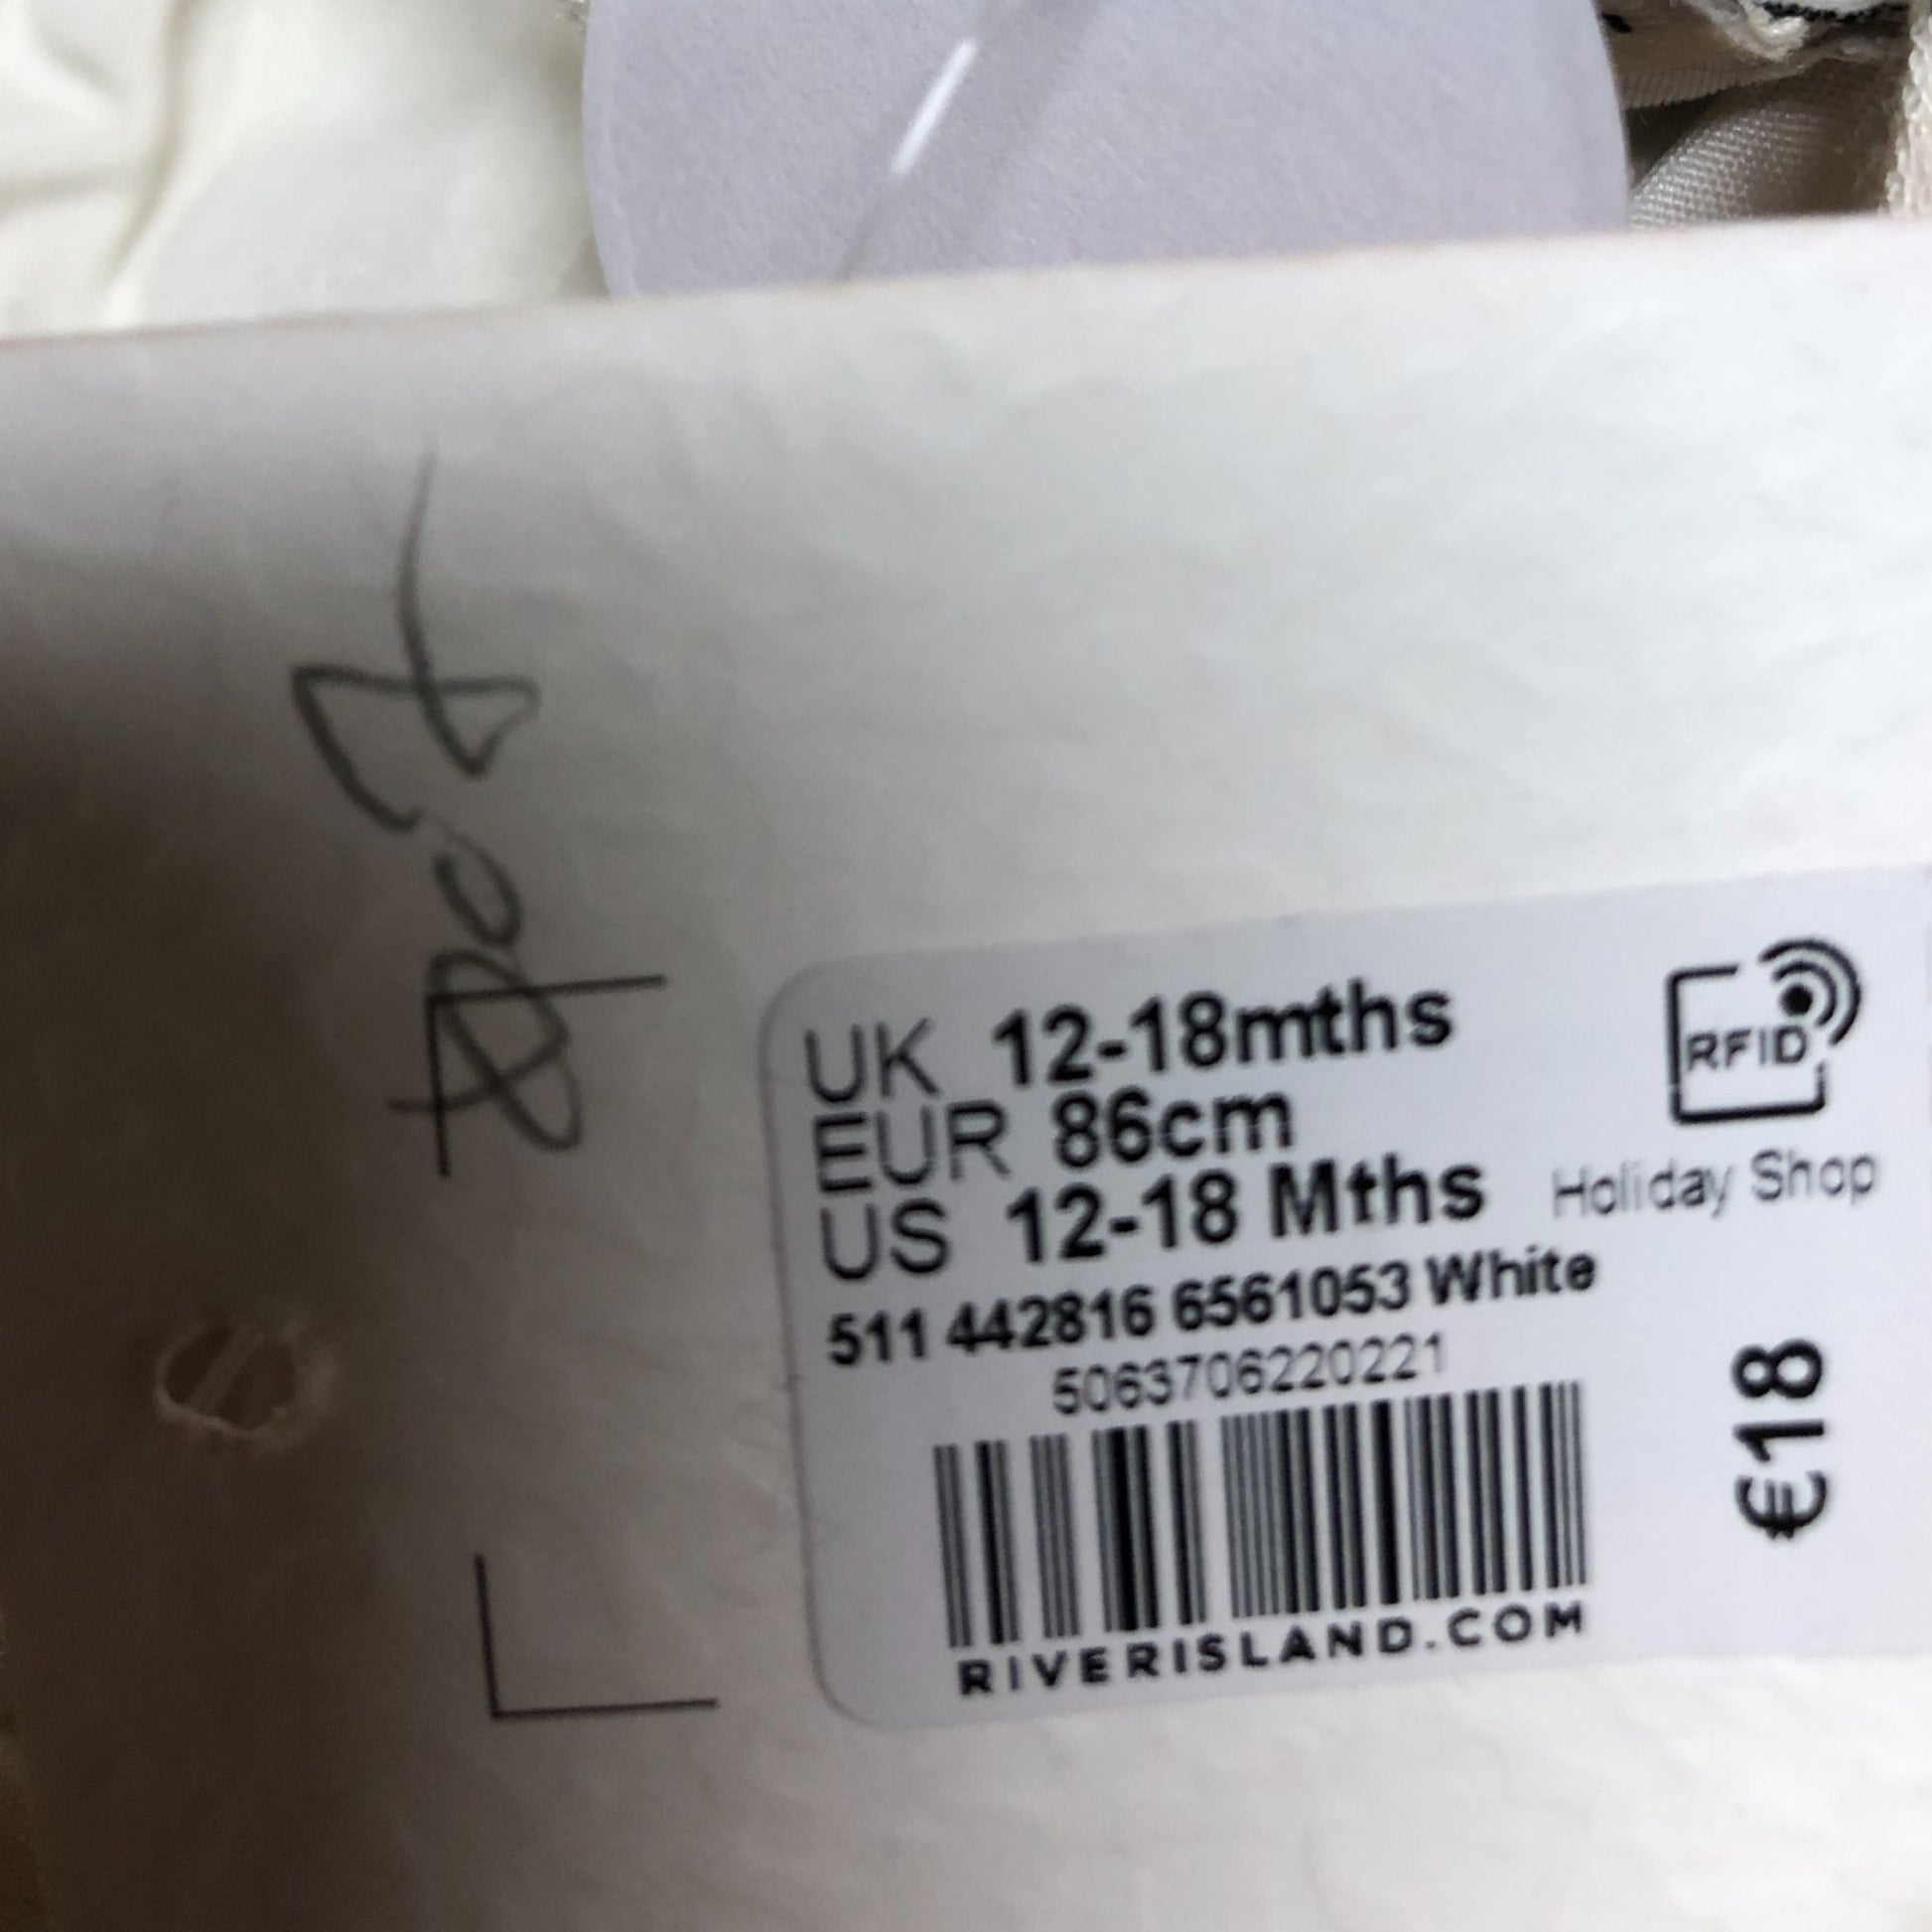 UK 12-18mths
EUR 86cm
US 12-18 Mths
RFID
Holiday Shop
511 442816 6561053 White
5063706220221
€18
RIVERISLAND.COM